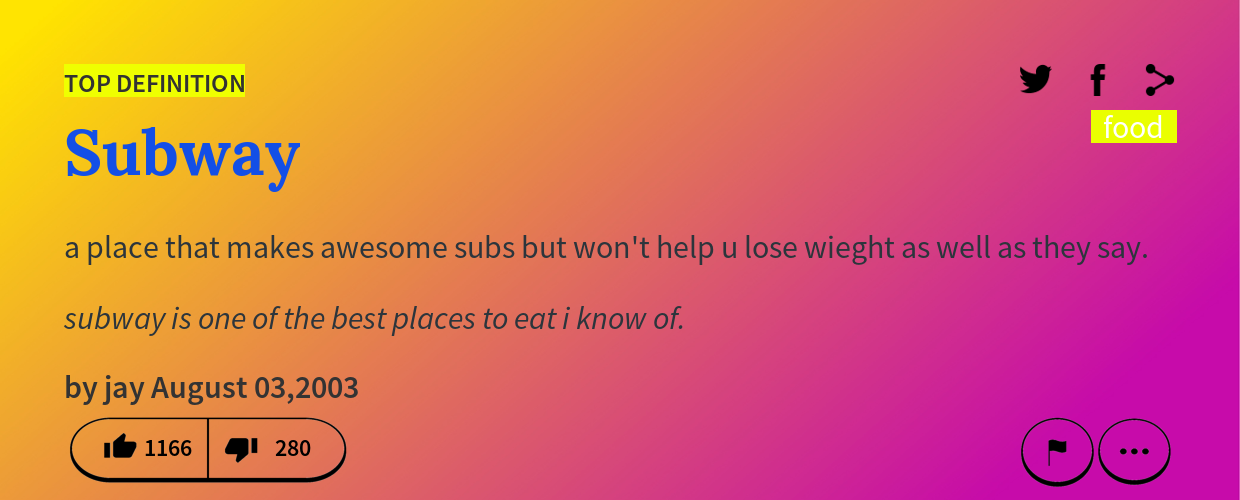 TOP DEFINITION
food
Subway
a place that makes awesome subs but won't help u lose wieght as well as they say.
subway is one of the best places to eat i know of.
by jay August 03,2003
1166 280